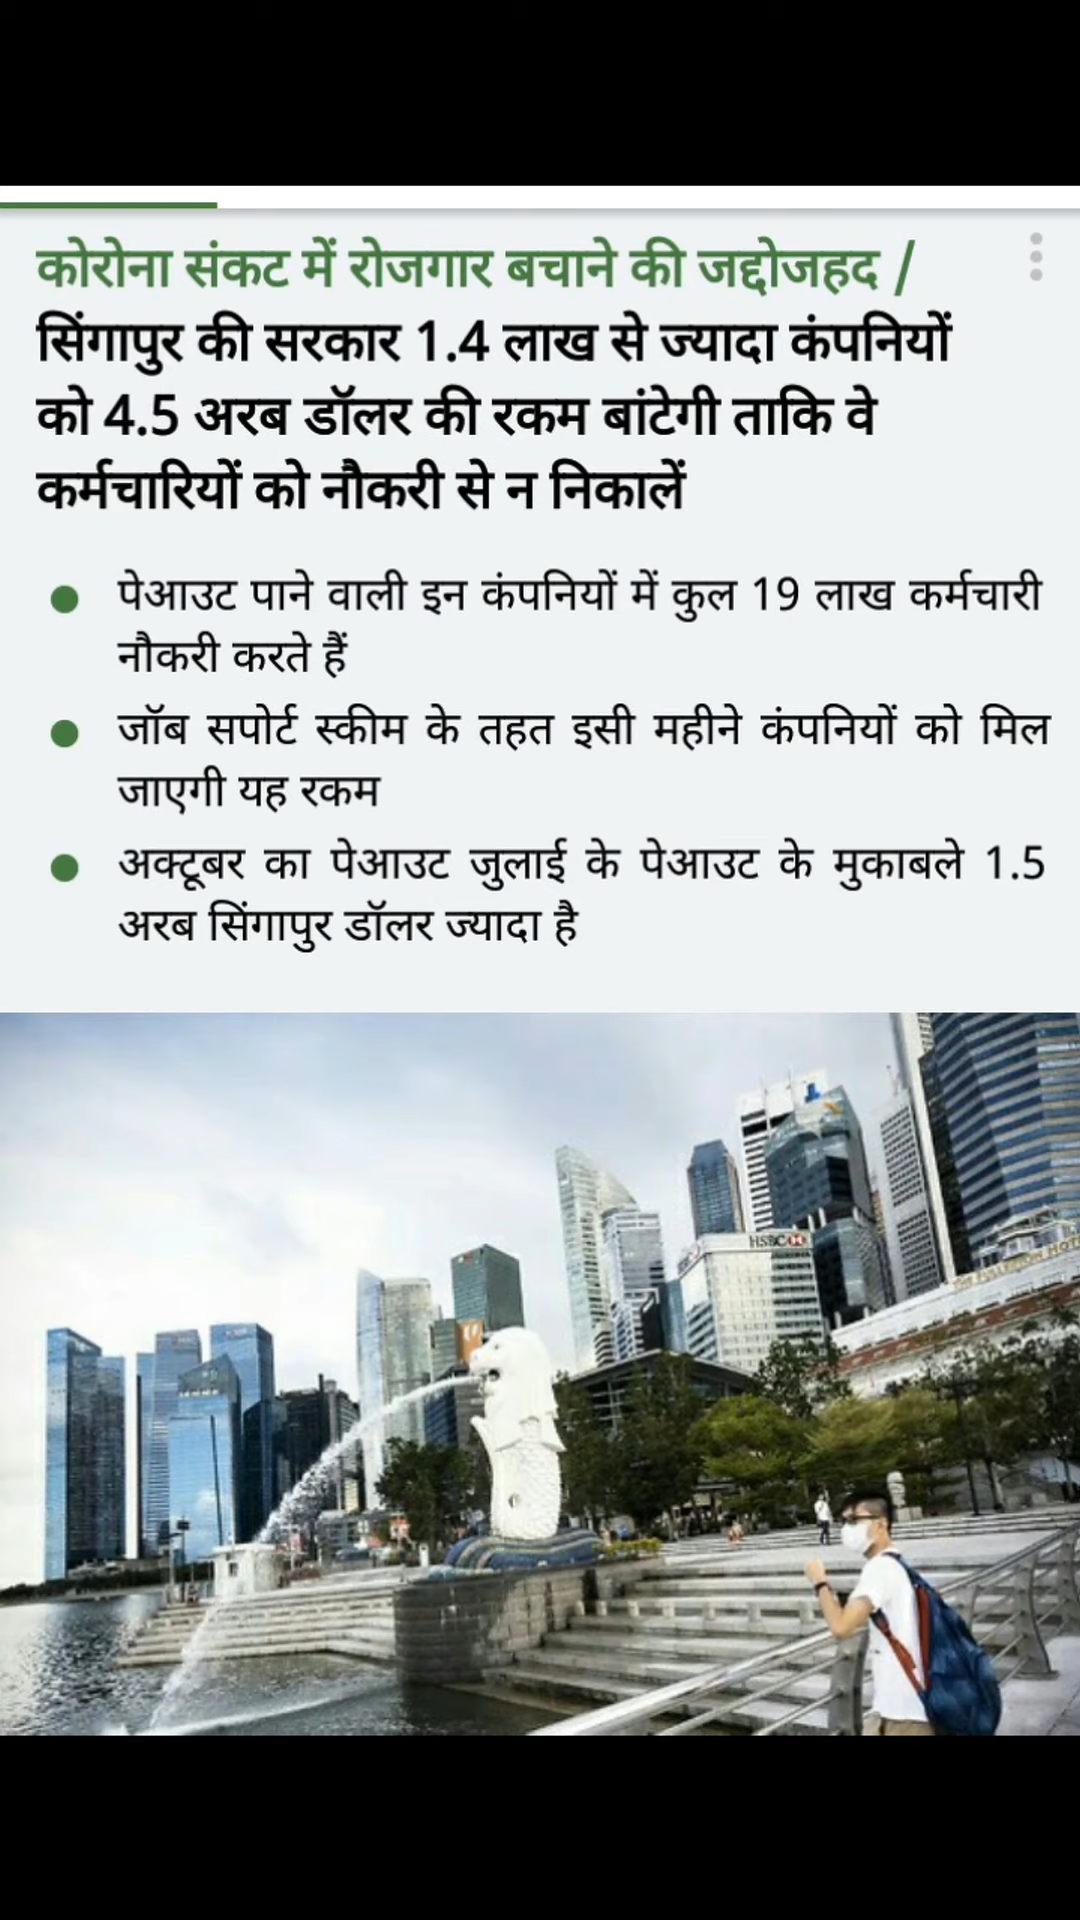 कोरोना संकट में रोजगार बचाने की जद्दोजहद /
सिंगापुर की सरकार 1.4 लाख से ज्यादा कंपनियों
को 4.5 अरब डॉलर की रकम बांटेगी ताकि वे
कर्मचारियों को नौकरी से न निकालें
पेआउट पाने वाली इन कंपनियों में कुल 19 लाख कर्मचारी
नौकरी करते हैं
जॉब सपोर्ट स्कीम के तहत इसी महीने कंपनियों को मिल
जाएगी यह रकम
अक्टूबर का पेआउट जुलाई के पेआउट के मुकाबले 1.5
अरब सिंगापुर डॉलर ज्यादा है
HSBC